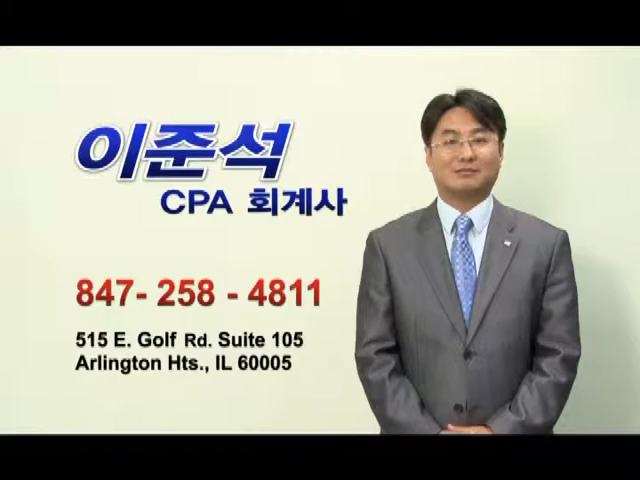 이준석
CPA 회계사
847- 258 - 4811
515 E. Golf Rd. Suite 105
Arlington Hts., IL 60005